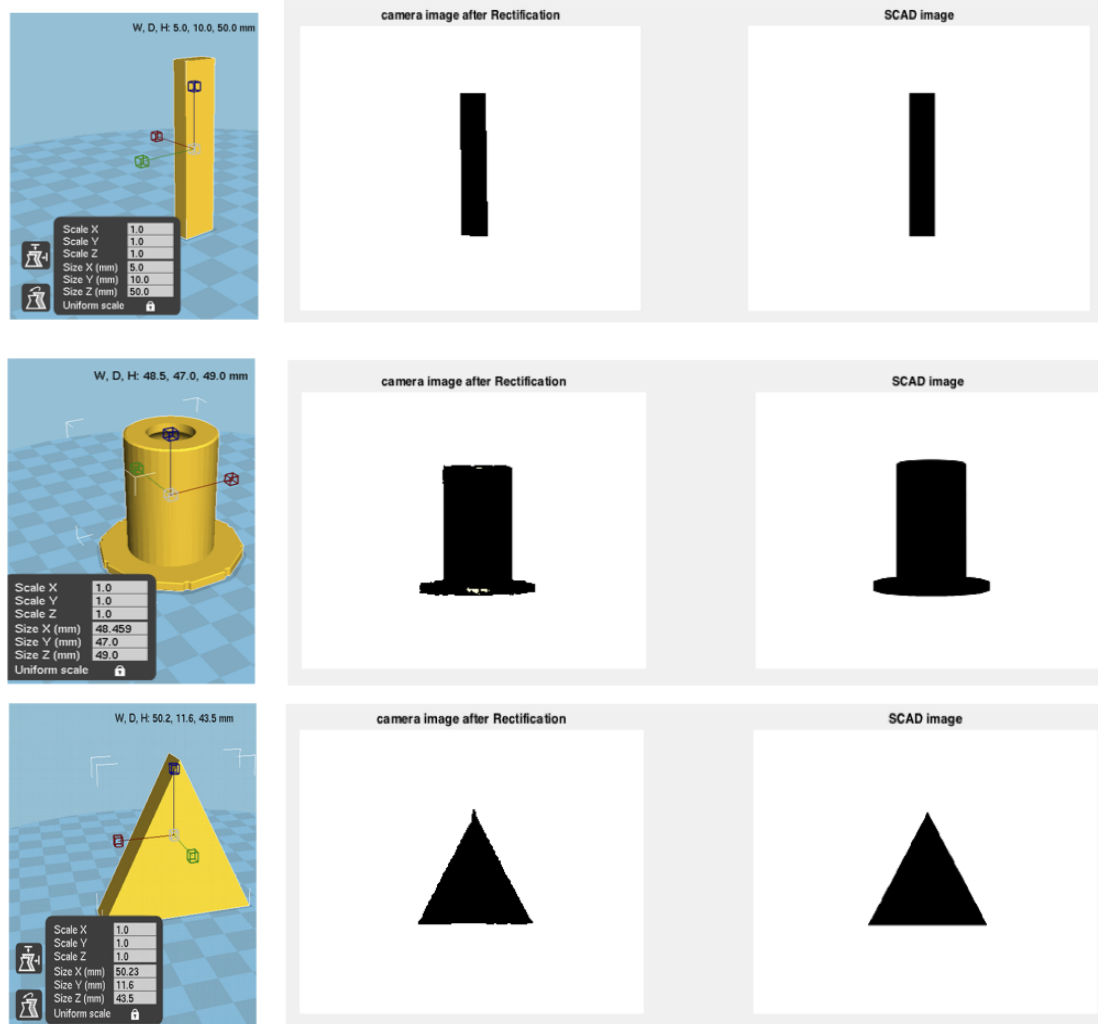 camera image after Rectification
SCAD image
W, D, H: 5.0, 10.0, 50.0 mm
Scale X 1.0
Scale Y 1.0
Scale Z 1.0
Size X (mm) 5.0
Size Y (mm) 10.0
Size Z (mm) 50.0
Uniform scale
W, D, H: 48.5, 47.0, 49.0 mm
camera image after Rectification
SCAD image
Scale X 1.0
Scale Y 1.0
Scale Z 1.0
Size X (mm) 48.459
Size Y (mm) 47.0
Size Z (mm) 49.0
Uniform scale
W, D, H: 50.2, 11.6, 43.5 mm
camera image after Rectification
SCAD image
Scale X 1.0
Scale Y 1.0
Scale Z 1.0
Size X (mm) 50.23
Size Y (mm) 11.6
Size Z (mm) 43.5
Uniform scale